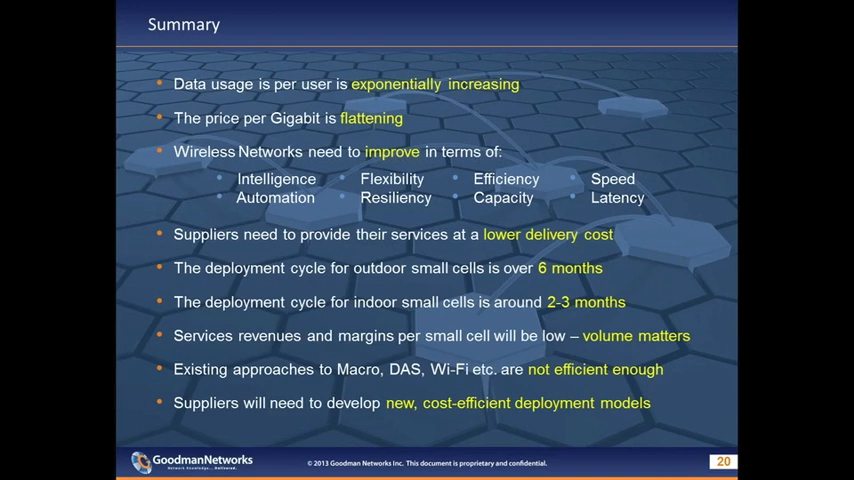 Summary
• Data usage is per user is exponentially increasing
• The price per Gigabit is flattening
• Wireless Networks need to improve in terms of:
• Intelligence • Flexibility • Efficiency • Speed
• Automation • Resiliency • Capacity • Latency
• Suppliers need to provide their services at a lower delivery cost
• The deployment cycle for outdoor small cells is over 6 months
• The deployment cycle for indoor small cells is around 2-3 months
• Services revenues and margins per small cell will be low – volume matters
• Existing approaches to Macro, DAS, Wi-Fi etc. are not efficient enough
• Suppliers will need to develop new, cost-efficient deployment models
GoodmanNetworks
Network Knowledge... Delivered.
© 2013 Goodman Networks Inc. This document is proprietary and confidential.
20